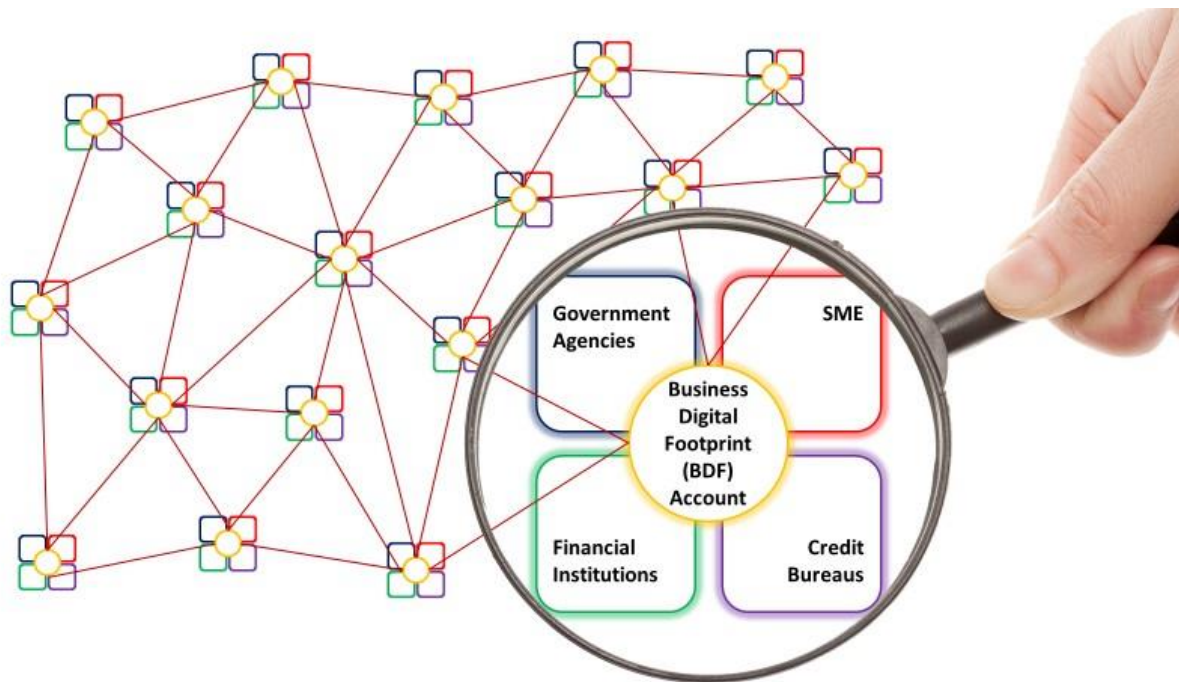 Government
Agencies
SME
Business
Digital
Footprint
(BDF)
Account
Financial
Institutions
Credit
Bureaus